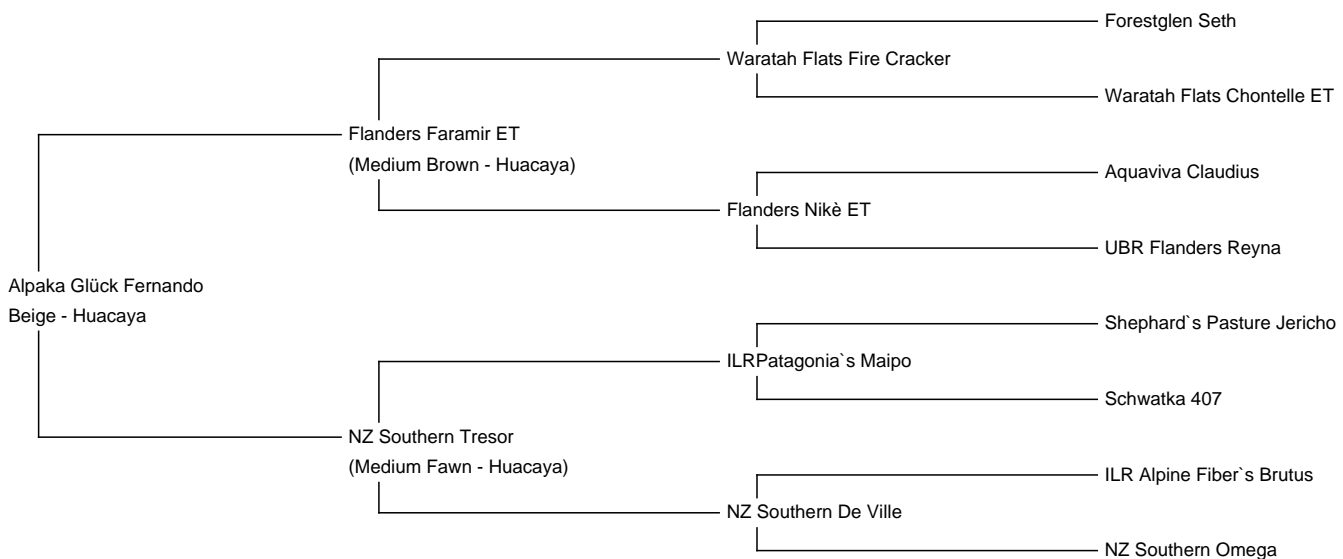 Forestglen Seth
Waratah Flats Fire Cracker
Waratah Flats Chontelle ET
Flanders Faramir ET
(Medium Brown - Huacaya)
Aquaviva Claudius
Flanders Nikè ET
UBR Flanders Reyna
Alpaka Glück Fernando
Beige - Huacaya
Shephard`s Pasture Jericho
ILRPatagonia`s Maipo
Schwatka 407
NZ Southern Tresor
(Medium Fawn - Huacaya)
ILR Alpine Fiber`s Brutus
NZ Southern De Ville
NZ Southern Omega